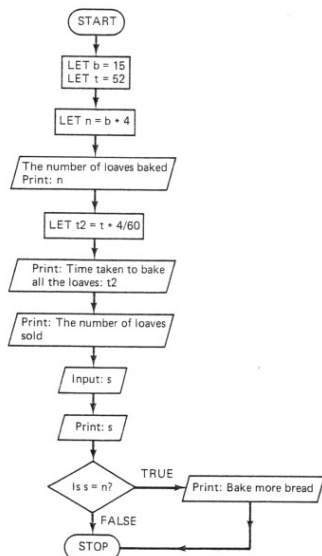 START
LET b = 15
LET t = 52
LET n = b * 4
The number of loaves baked
Print: n
LET t2 = t * 4/60
Print: Time taken to bake
all the loaves: t2
Print: The number of loaves
sold
Input: s
Print: s
Is s = n?
TRUE
Print: Bake more bread
FALSE
STOP